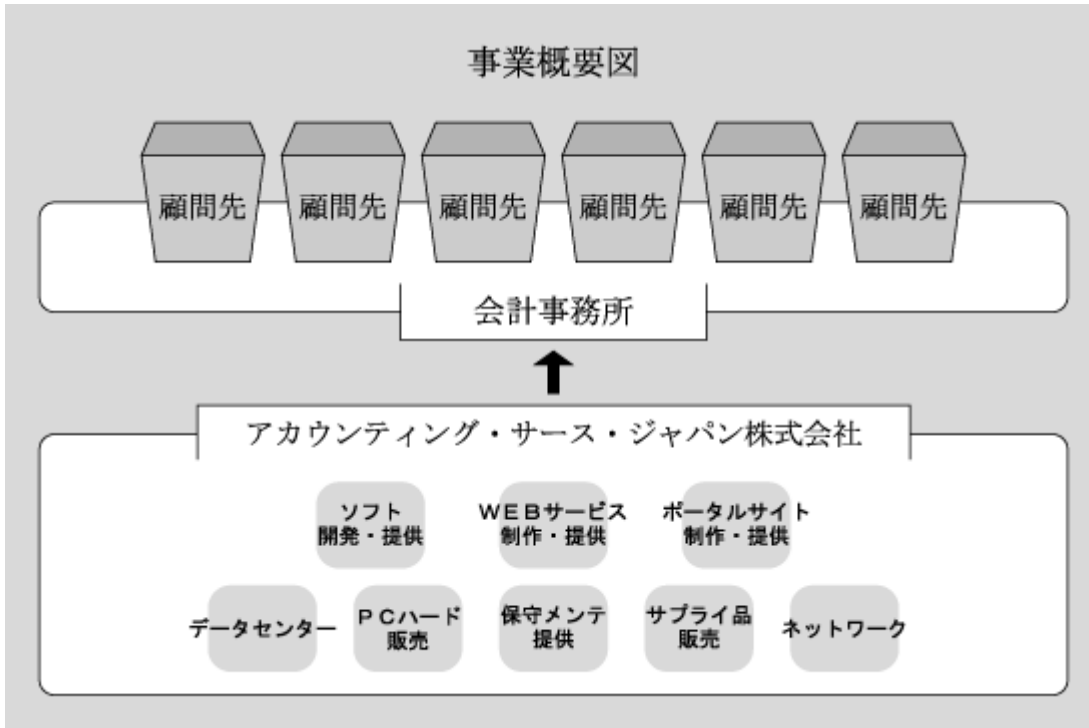 事業概要図
顧問先 顧問先 顧問先 顧問先 顧問先 顧問先
会計事務所
アカウンティング・サース・ジャパン株式会社
ソフト
開発・提供
ＷＥＢサービス
制作・提供
ポータルサイト
制作・提供
データセンター
ＰＣハード
販売
保守メンテ
提供
サプライ品
販売
ネットワーク